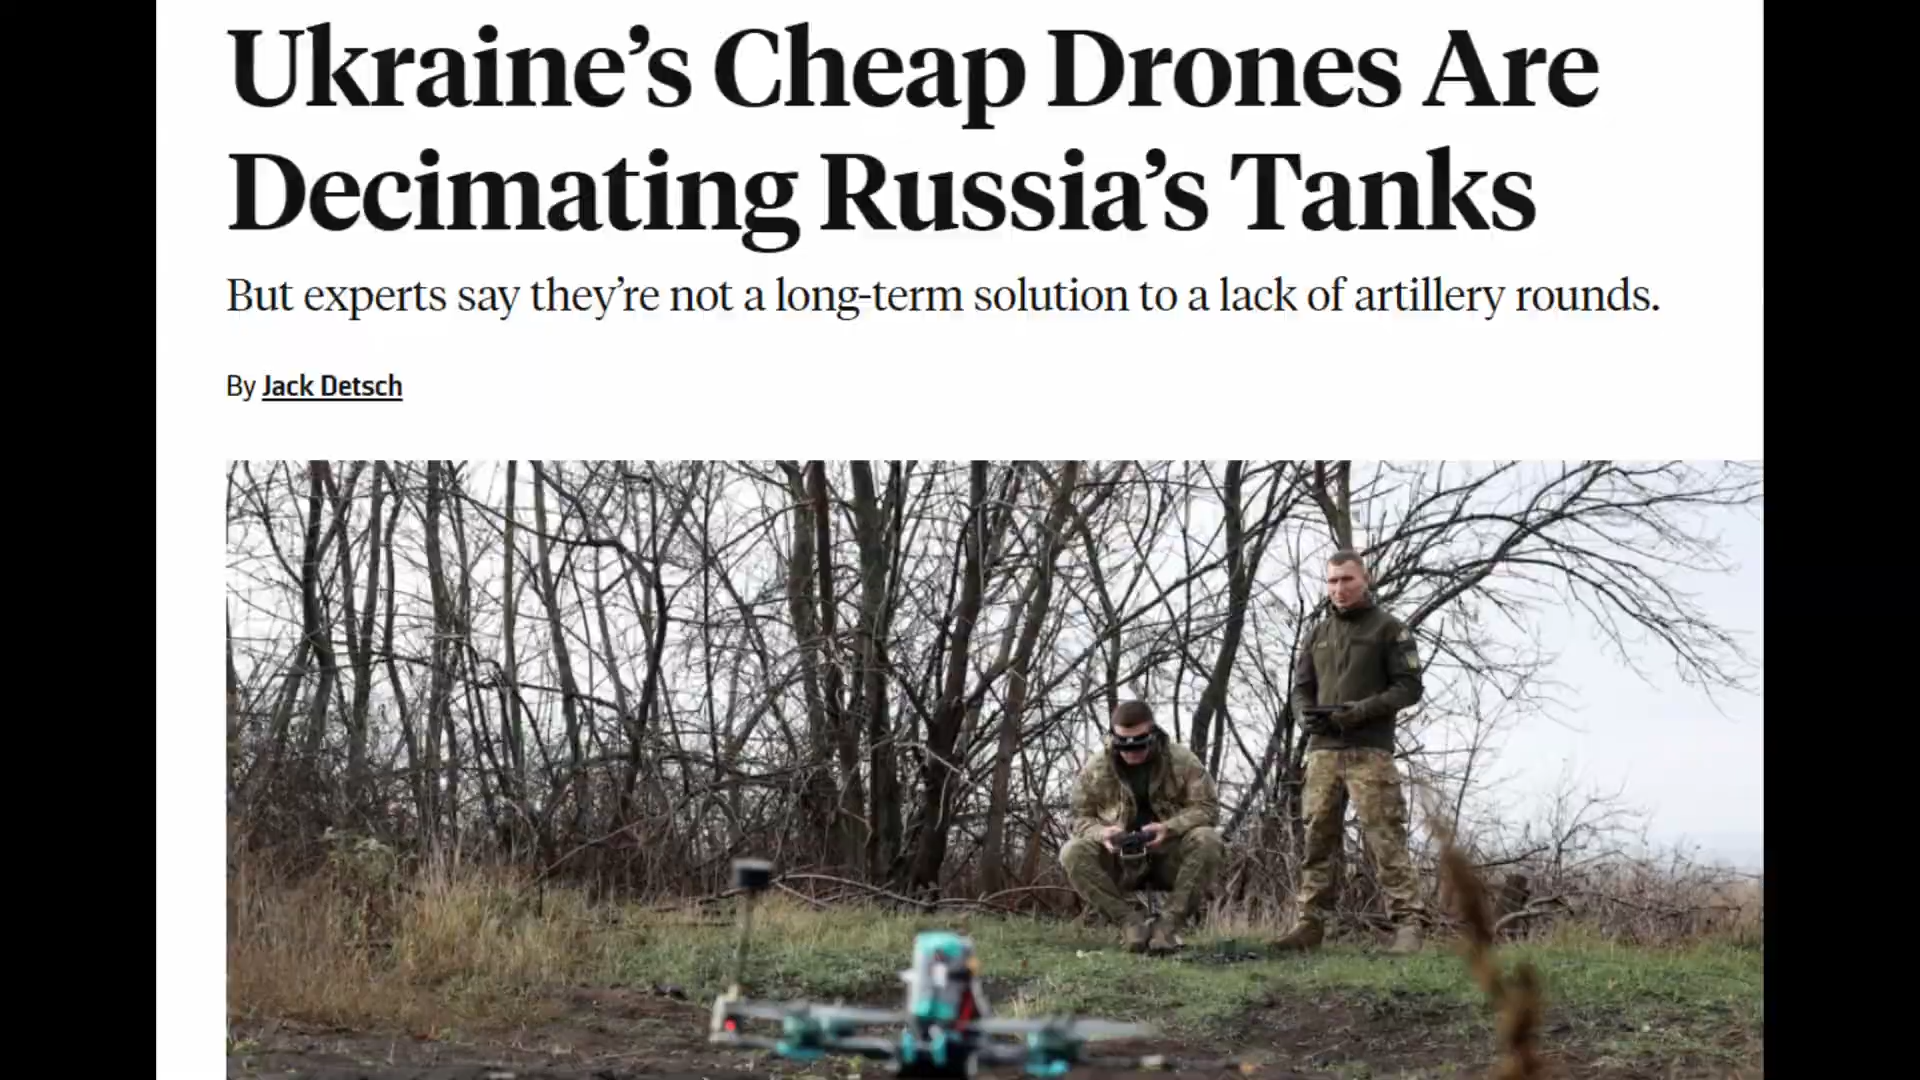 Ukraine’s Cheap Drones Are
Decimating Russia’s Tanks
But experts say they’re not a long-term solution to a lack of artillery rounds.
By Jack Detsch